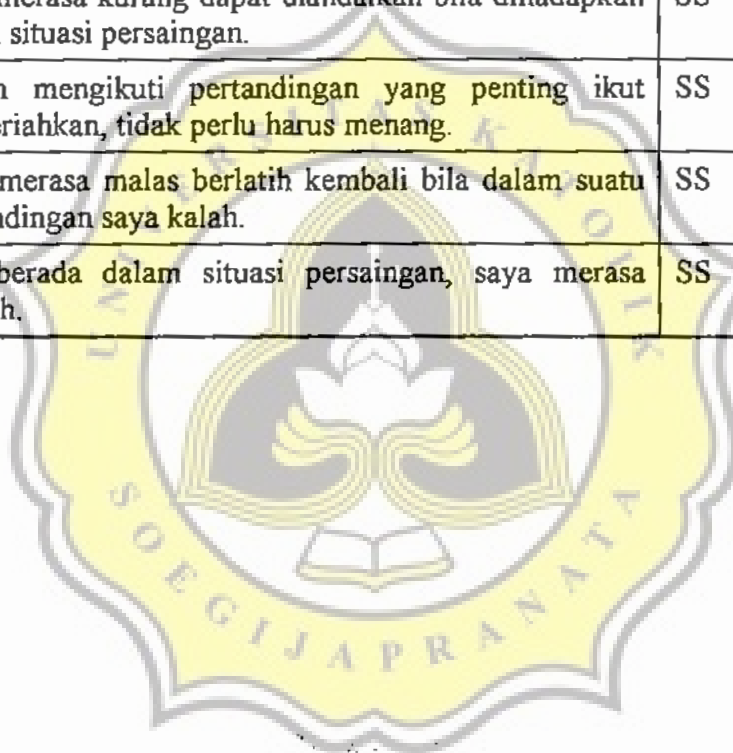 merasa kurang dapat diandalkan bila dihadapkan SS
situasi persaingan.
mengikuti pertandingan yang penting ikut SS
eriahkan, tidak perlu harus menang.
merasa malas berlatih kembali bila dalam suatu SS
ndingan saya kalah.
berada dalam situasi persaingan, saya merasa SS
h.
UNIVERSITAS KATOLIK
SOEGIJAPRANATA